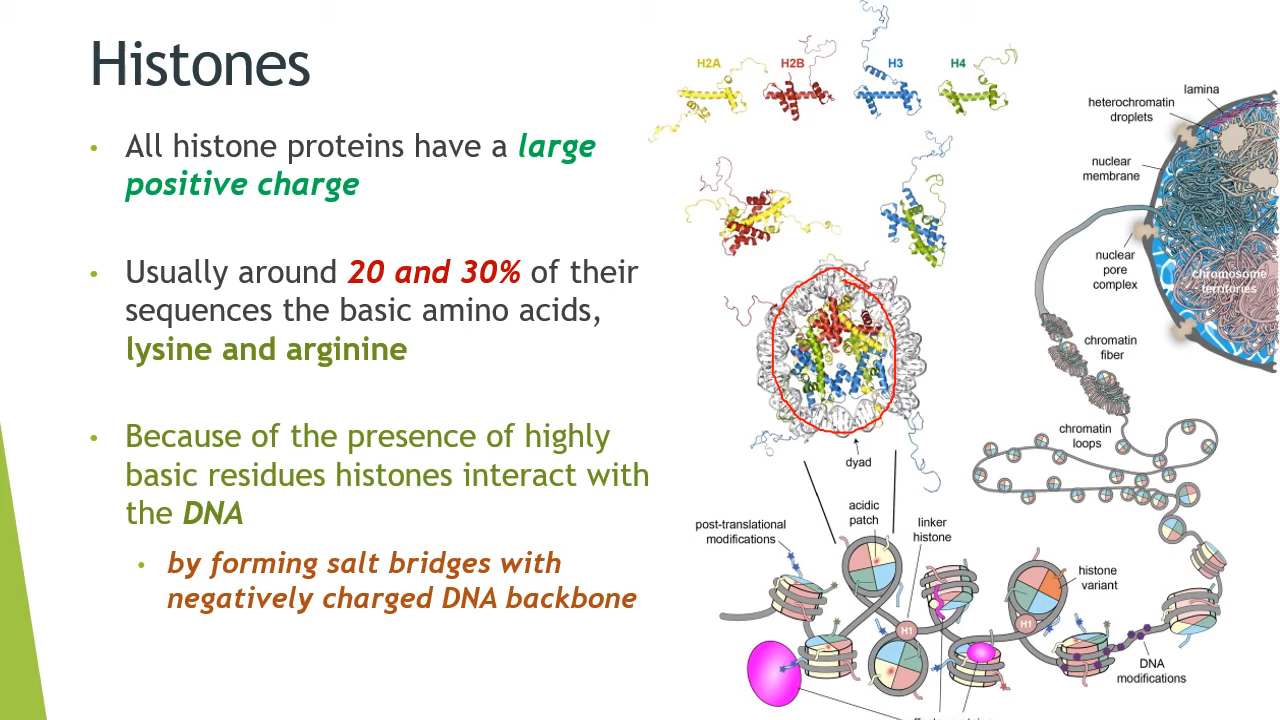 Histones
• All histone proteins have a large
positive charge
• Usually around 20 and 30% of their
sequences the basic amino acids,
lysine and arginine
• Because of the presence of highly
basic residues histones interact with
the DNA
• by forming salt bridges with
negatively charged DNA backbone
H2A
H2B
H3
H4
lamina
heterochromatin
droplets
nuclear
membrane
nuclear
pore
complex
chromosome
territories
chromatin
fiber
chromatin
loops
dyad
acidic
patch
linker
histone
post-translational
modifications
histone
variant
H1
H1
DNA
modifications